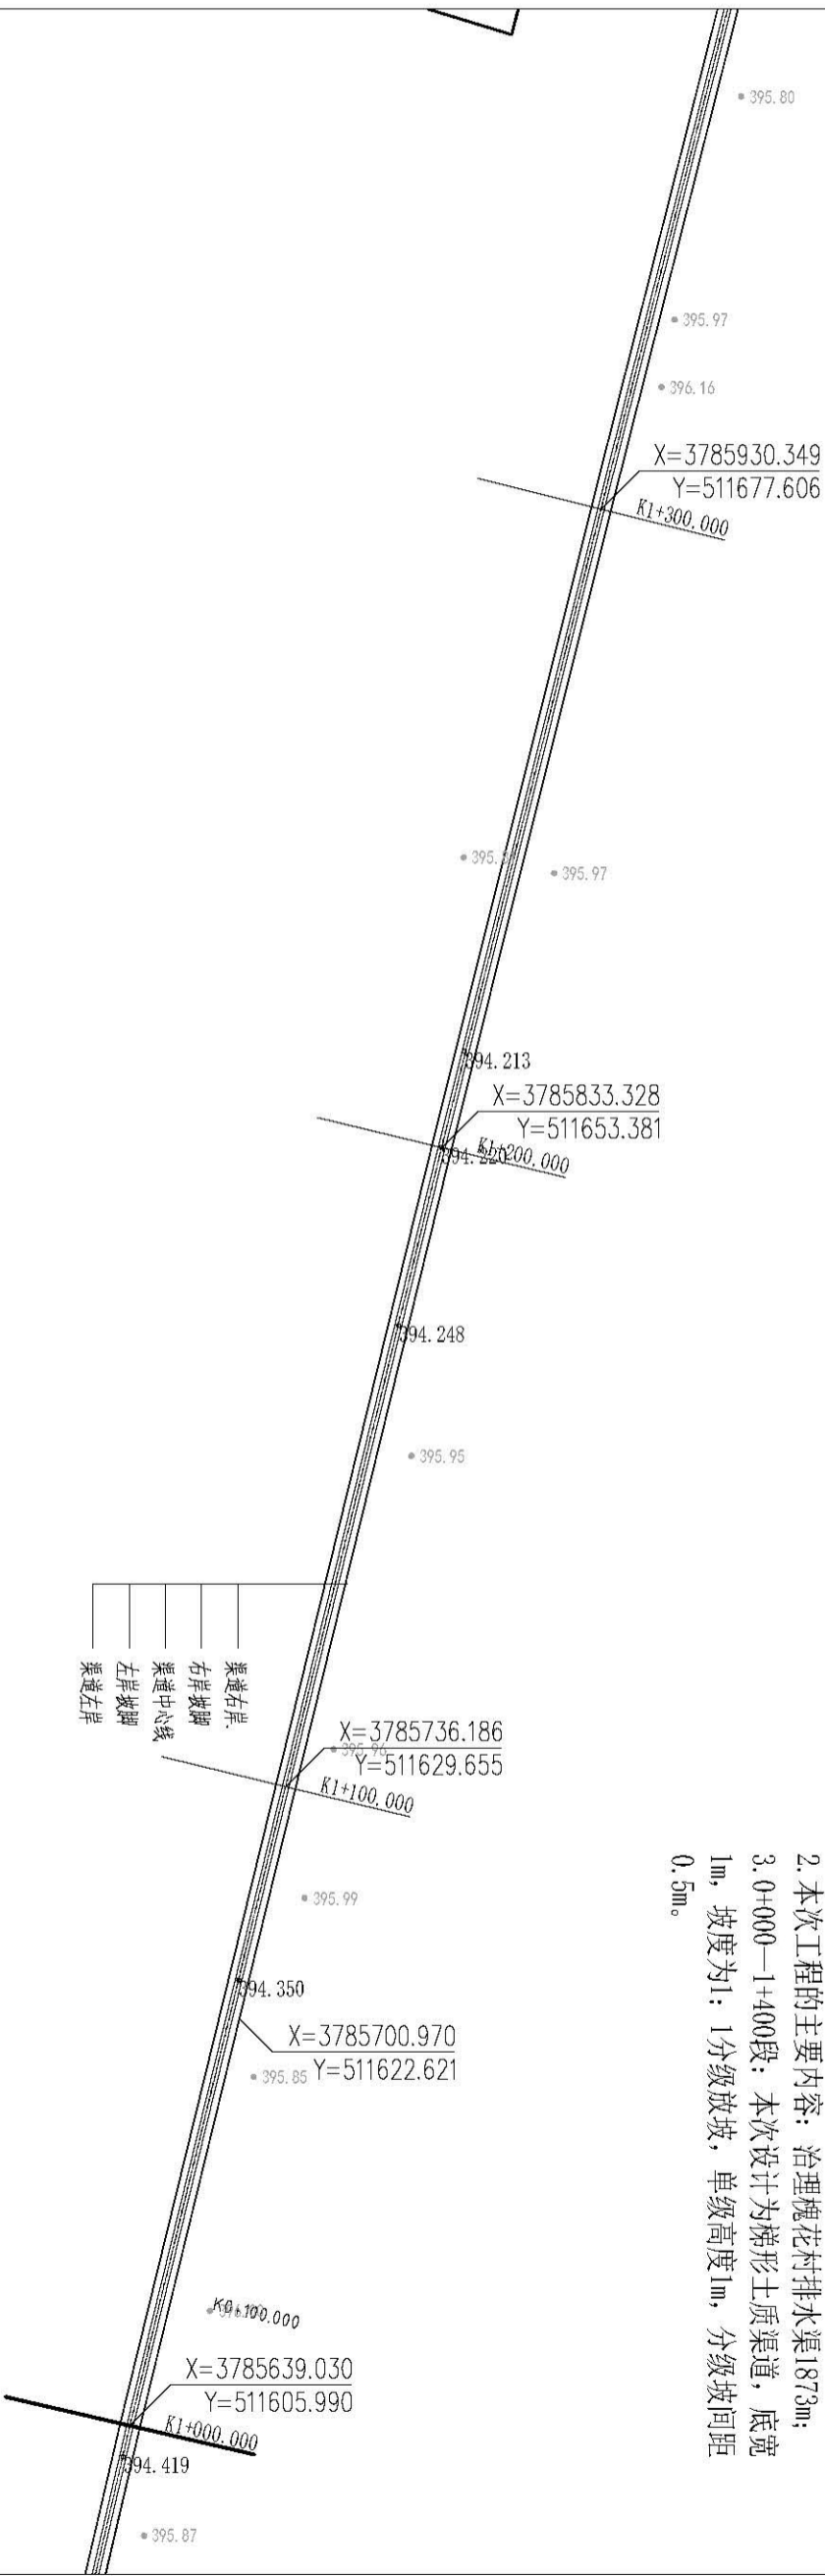 395.80
395.97
396.16
X=3785930.349
Y=511677.606
K1+300.000
395.97
394.213
X=3785833.328
Y=511653.381
K1+200.000
394.220
394.248
395.95
渠道右岸
右岸坡脚
渠道中心线
左岸坡脚
渠道左岸
X=3785736.186
395.96
Y=511629.655
K1+100.000
2.本次工程的主要内容：治理槐花村排水渠1873m；
3.0+000—1+400段：本次设计为梯形土质渠道，底宽
1m，坡度为1：1分级放坡，单级高度1m，分级坡间距
0.5m。
395.99
394.350
X=3785700.970
Y=511622.621
395.85
X=3785639.030
Y=511605.990
K1+000.000
394.419
395.87